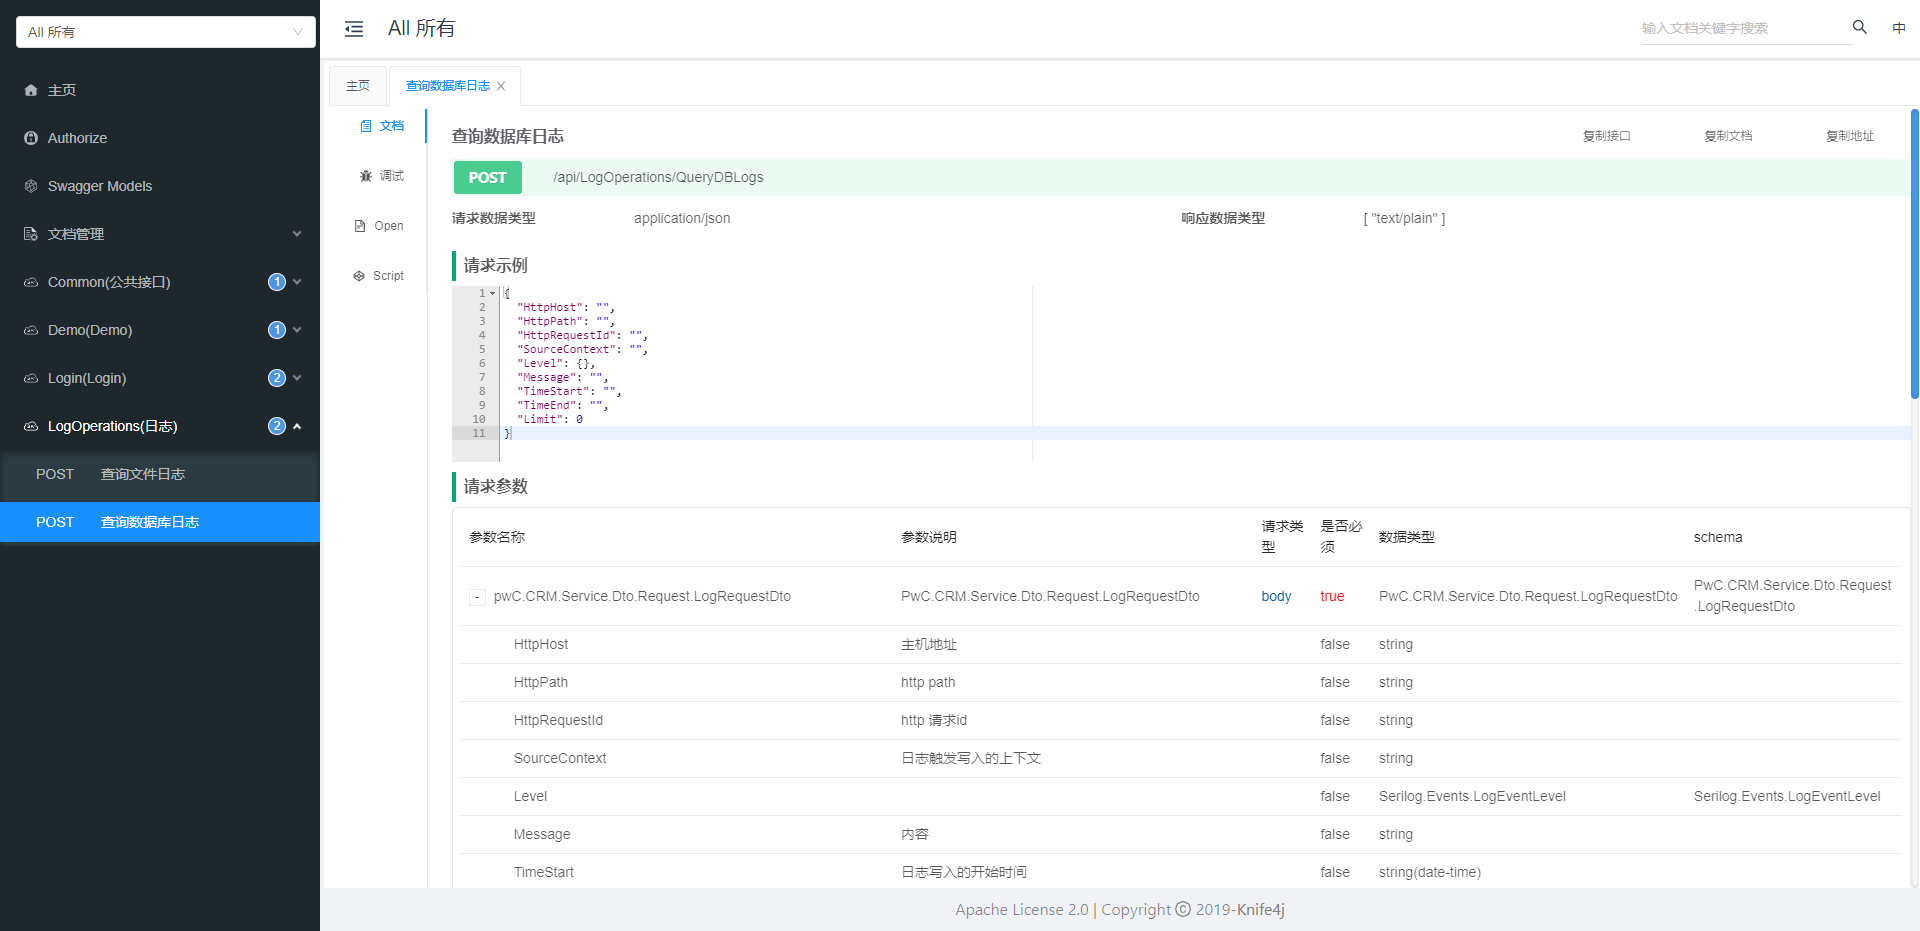 All 所有
主页
Authorize
Swagger Models
文档管理
Common(公共接口) 1
Demo(Demo) 1
Login(Login) 2
LogOperations(日志) 2
POST 查询文件日志
POST 查询数据库日志
All 所有
输入文档关键字搜索 中
主页 查询数据库日志
文档
调试
Open
Script
查询数据库日志 复制接口 复制文档 复制地址
POST /api/LogOperations/QueryDBLogs
请求数据类型 application/json 响应数据类型 [ "text/plain" ]
请求示例
1 {
2 "HttpHost": "",
3 "HttpPath": "",
4 "HttpRequestId": "",
5 "SourceContext": "",
6 "Level": {},
7 "Message": "",
8 "TimeStart": "",
9 "TimeEnd": "",
10 "Limit": 0
11 }
请求参数
参数名称 参数说明 请求类型 是否必须 数据类型 schema
- pwC.CRM.Service.Dto.Request.LogRequestDto PwC.CRM.Service.Dto.Request.LogRequestDto body true PwC.CRM.Service.Dto.Request.LogRequestDto PwC.CRM.Service.Dto.Request.LogRequestDto
HttpHost 主机地址 false string
HttpPath http path false string
HttpRequestId http 请求id false string
SourceContext 日志触发写入的上下文 false string
Level false Serilog.Events.LogEventLevel Serilog.Events.LogEventLevel
Message 内容 false string
TimeStart 日志写入的开始时间 false string(date-time)
Apache License 2.0 | Copyright © 2019-Knife4j